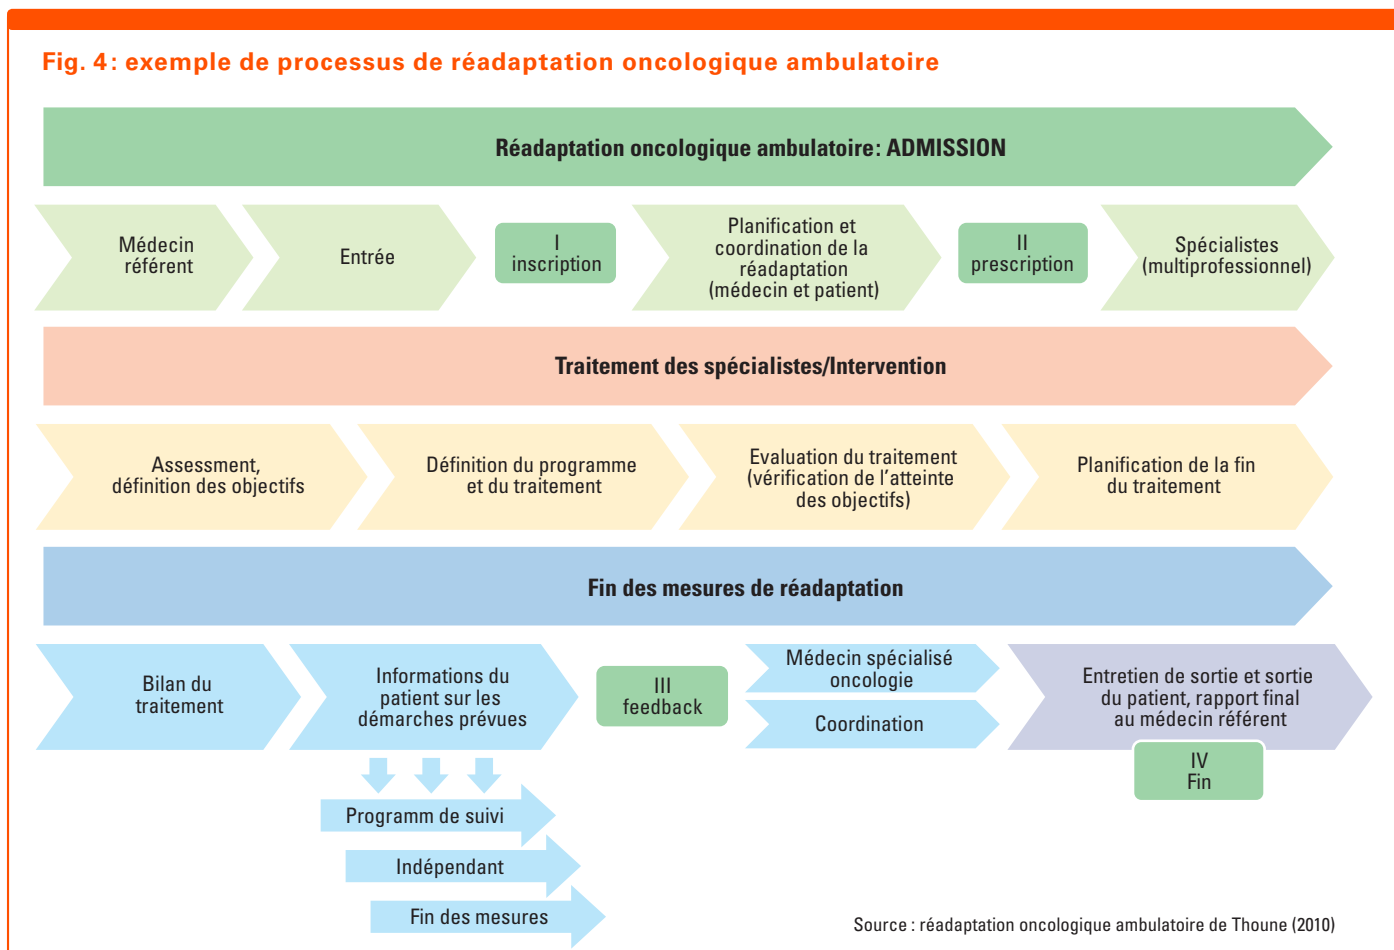 Fig. 4: exemple de processus de réadaptation oncologique ambulatoire
Réadaptation oncologique ambulatoire: ADMISSION
Médecin
référent
Entrée
I
inscription
Planification et
coordination de la
réadaptation
(médecin et patient)
II
prescription
Spécialistes
(multiprofessionnel)
Traitement des spécialistes/Intervention
Assessment,
définition des objectifs
Définition du programme
et du traitement
Evaluation du traitement
(vérification de l’atteinte
des objectifs)
Planification de la fin
du traitement
Fin des mesures de réadaptation
Bilan du
traitement
Informations du
patient sur les
démarches prévues
III
feedback
Médecin spécialisé
oncologie
Coordination
Entretien de sortie et sortie
du patient, rapport final
au médecin référent
IV
Fin
Programm de suivi
Indépendant
Fin des mesures
Source : réadaptation oncologique ambulatoire de Thoune (2010)